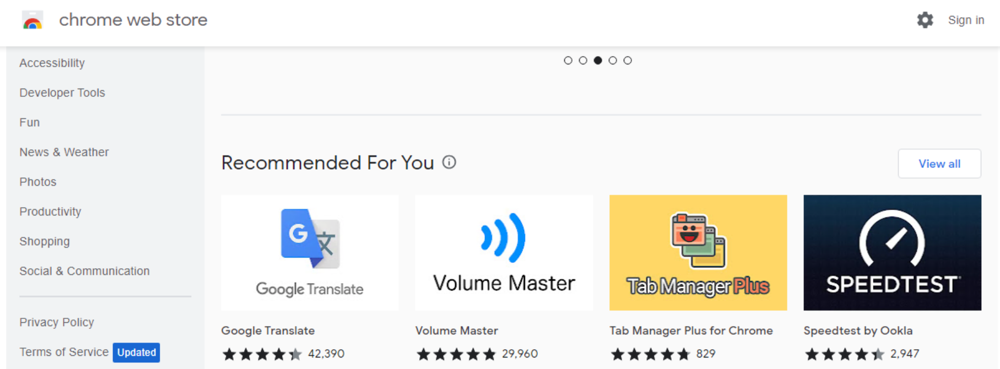 chrome web store
Sign in
Accessibility
Developer Tools
Fun
News & Weather
Photos
Productivity
Shopping
Social & Communication
Privacy Policy
Terms of Service Updated
Recommended For You
View all
G 文
Google Translate
Volume Master
Tab Manager Plus
SPEEDTEST
Google Translate
42,390
Volume Master
29,960
Tab Manager Plus for Chrome
829
Speedtest by Ookla
2,947